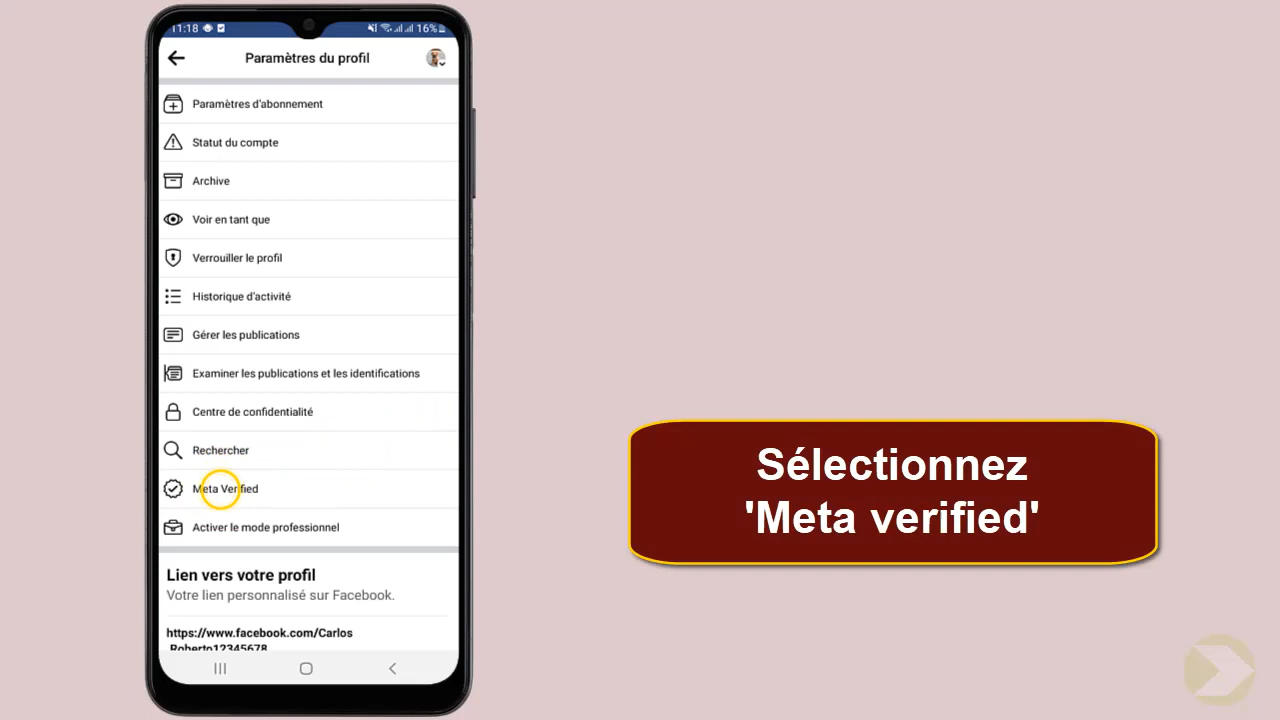 11:18
16%
Paramètres du profil
Paramètres d'abonnement
Statut du compte
Archive
Voir en tant que
Verrouiller le profil
Historique d'activité
Gérer les publications
Examiner les publications et les identifications
Centre de confidentialité
Rechercher
Meta Verified
Activer le mode professionnel
Lien vers votre profil
Votre lien personnalisé sur Facebook.
https://www.facebook.com/Carlos
Roberto12345678
Sélectionnez
'Meta verified'